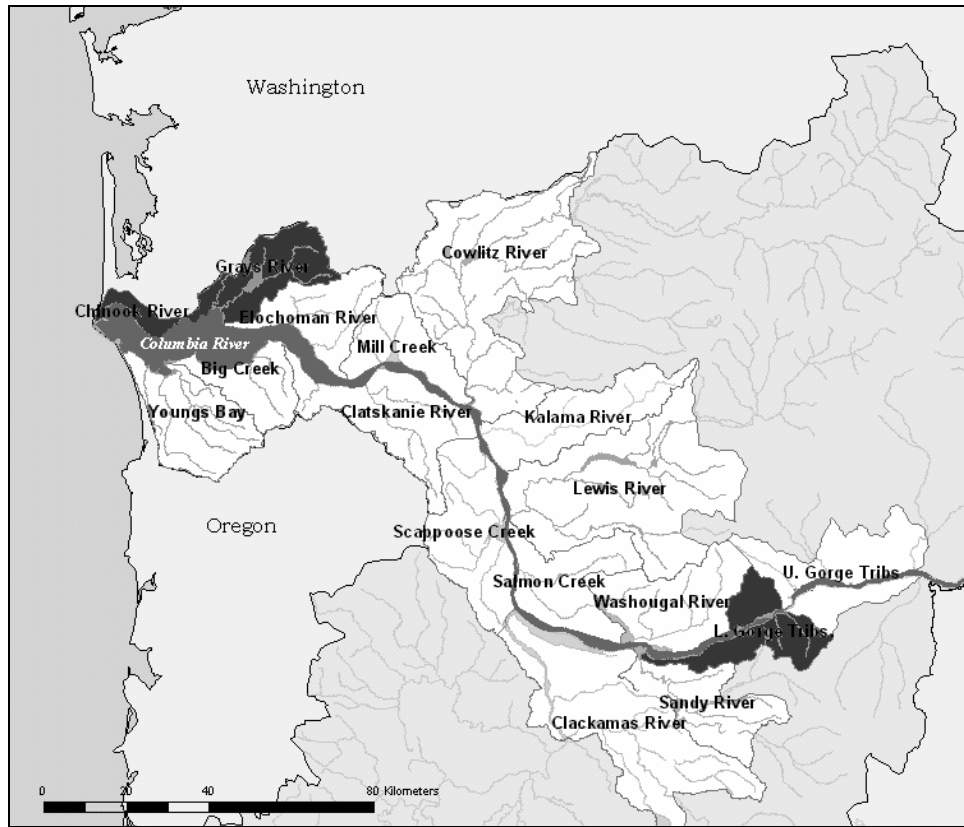 Washington
Cowlitz River
Grays River
Chinook River
Elochoman River
Columbia River
Mill Creek
Big Creek
Youngs Bay
Clatskanie River
Kalama River
Lewis River
Oregon
Scappoose Creek
U. Gorge Tribs
Salmon Creek
Washougal River
L. Gorge Tribs
Sandy River
Clackamas River
0 20 40 80 Kilometers